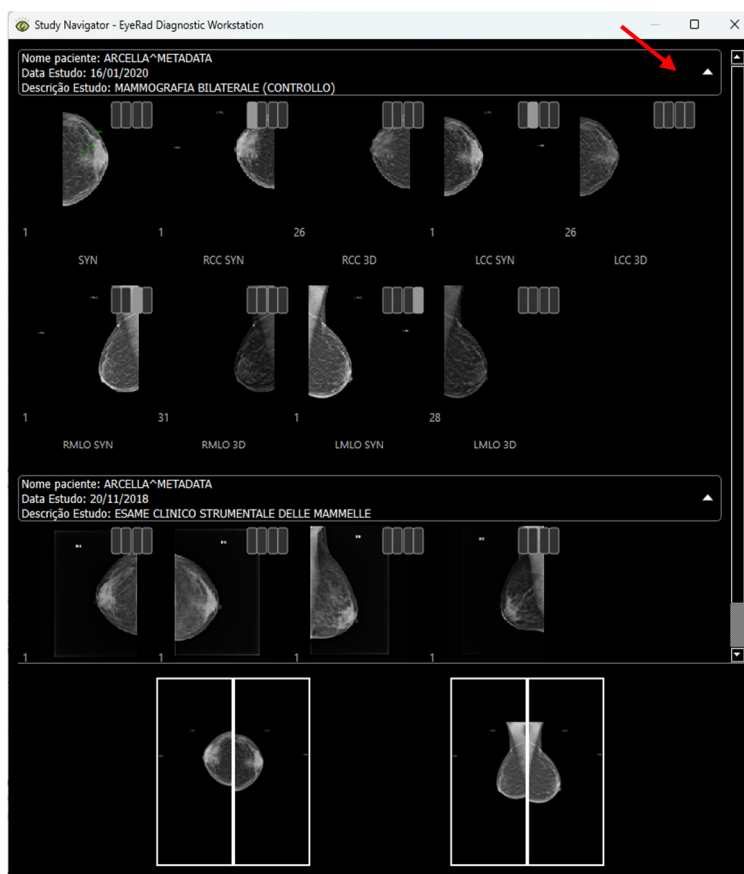 Study Navigator - EyeRad Diagnostic Workstation
Nome paciente: ARCELLA^METADATA
Data Estudo: 16/01/2020
Descrição Estudo: MAMMOGRAFIA BILATERALE (CONTROLLO)
1 1 26 1 26
SYN RCC SYN RCC 3D LCC SYN LCC 3D
1 31 1 28
RMLO SYN RMLO 3D LMLO SYN LMLO 3D
Nome paciente: ARCELLA^METADATA
Data Estudo: 20/11/2018
Descrição Estudo: ESAME CLINICO STRUMENTALE DELLE MAMMELLE
1 1 1 1